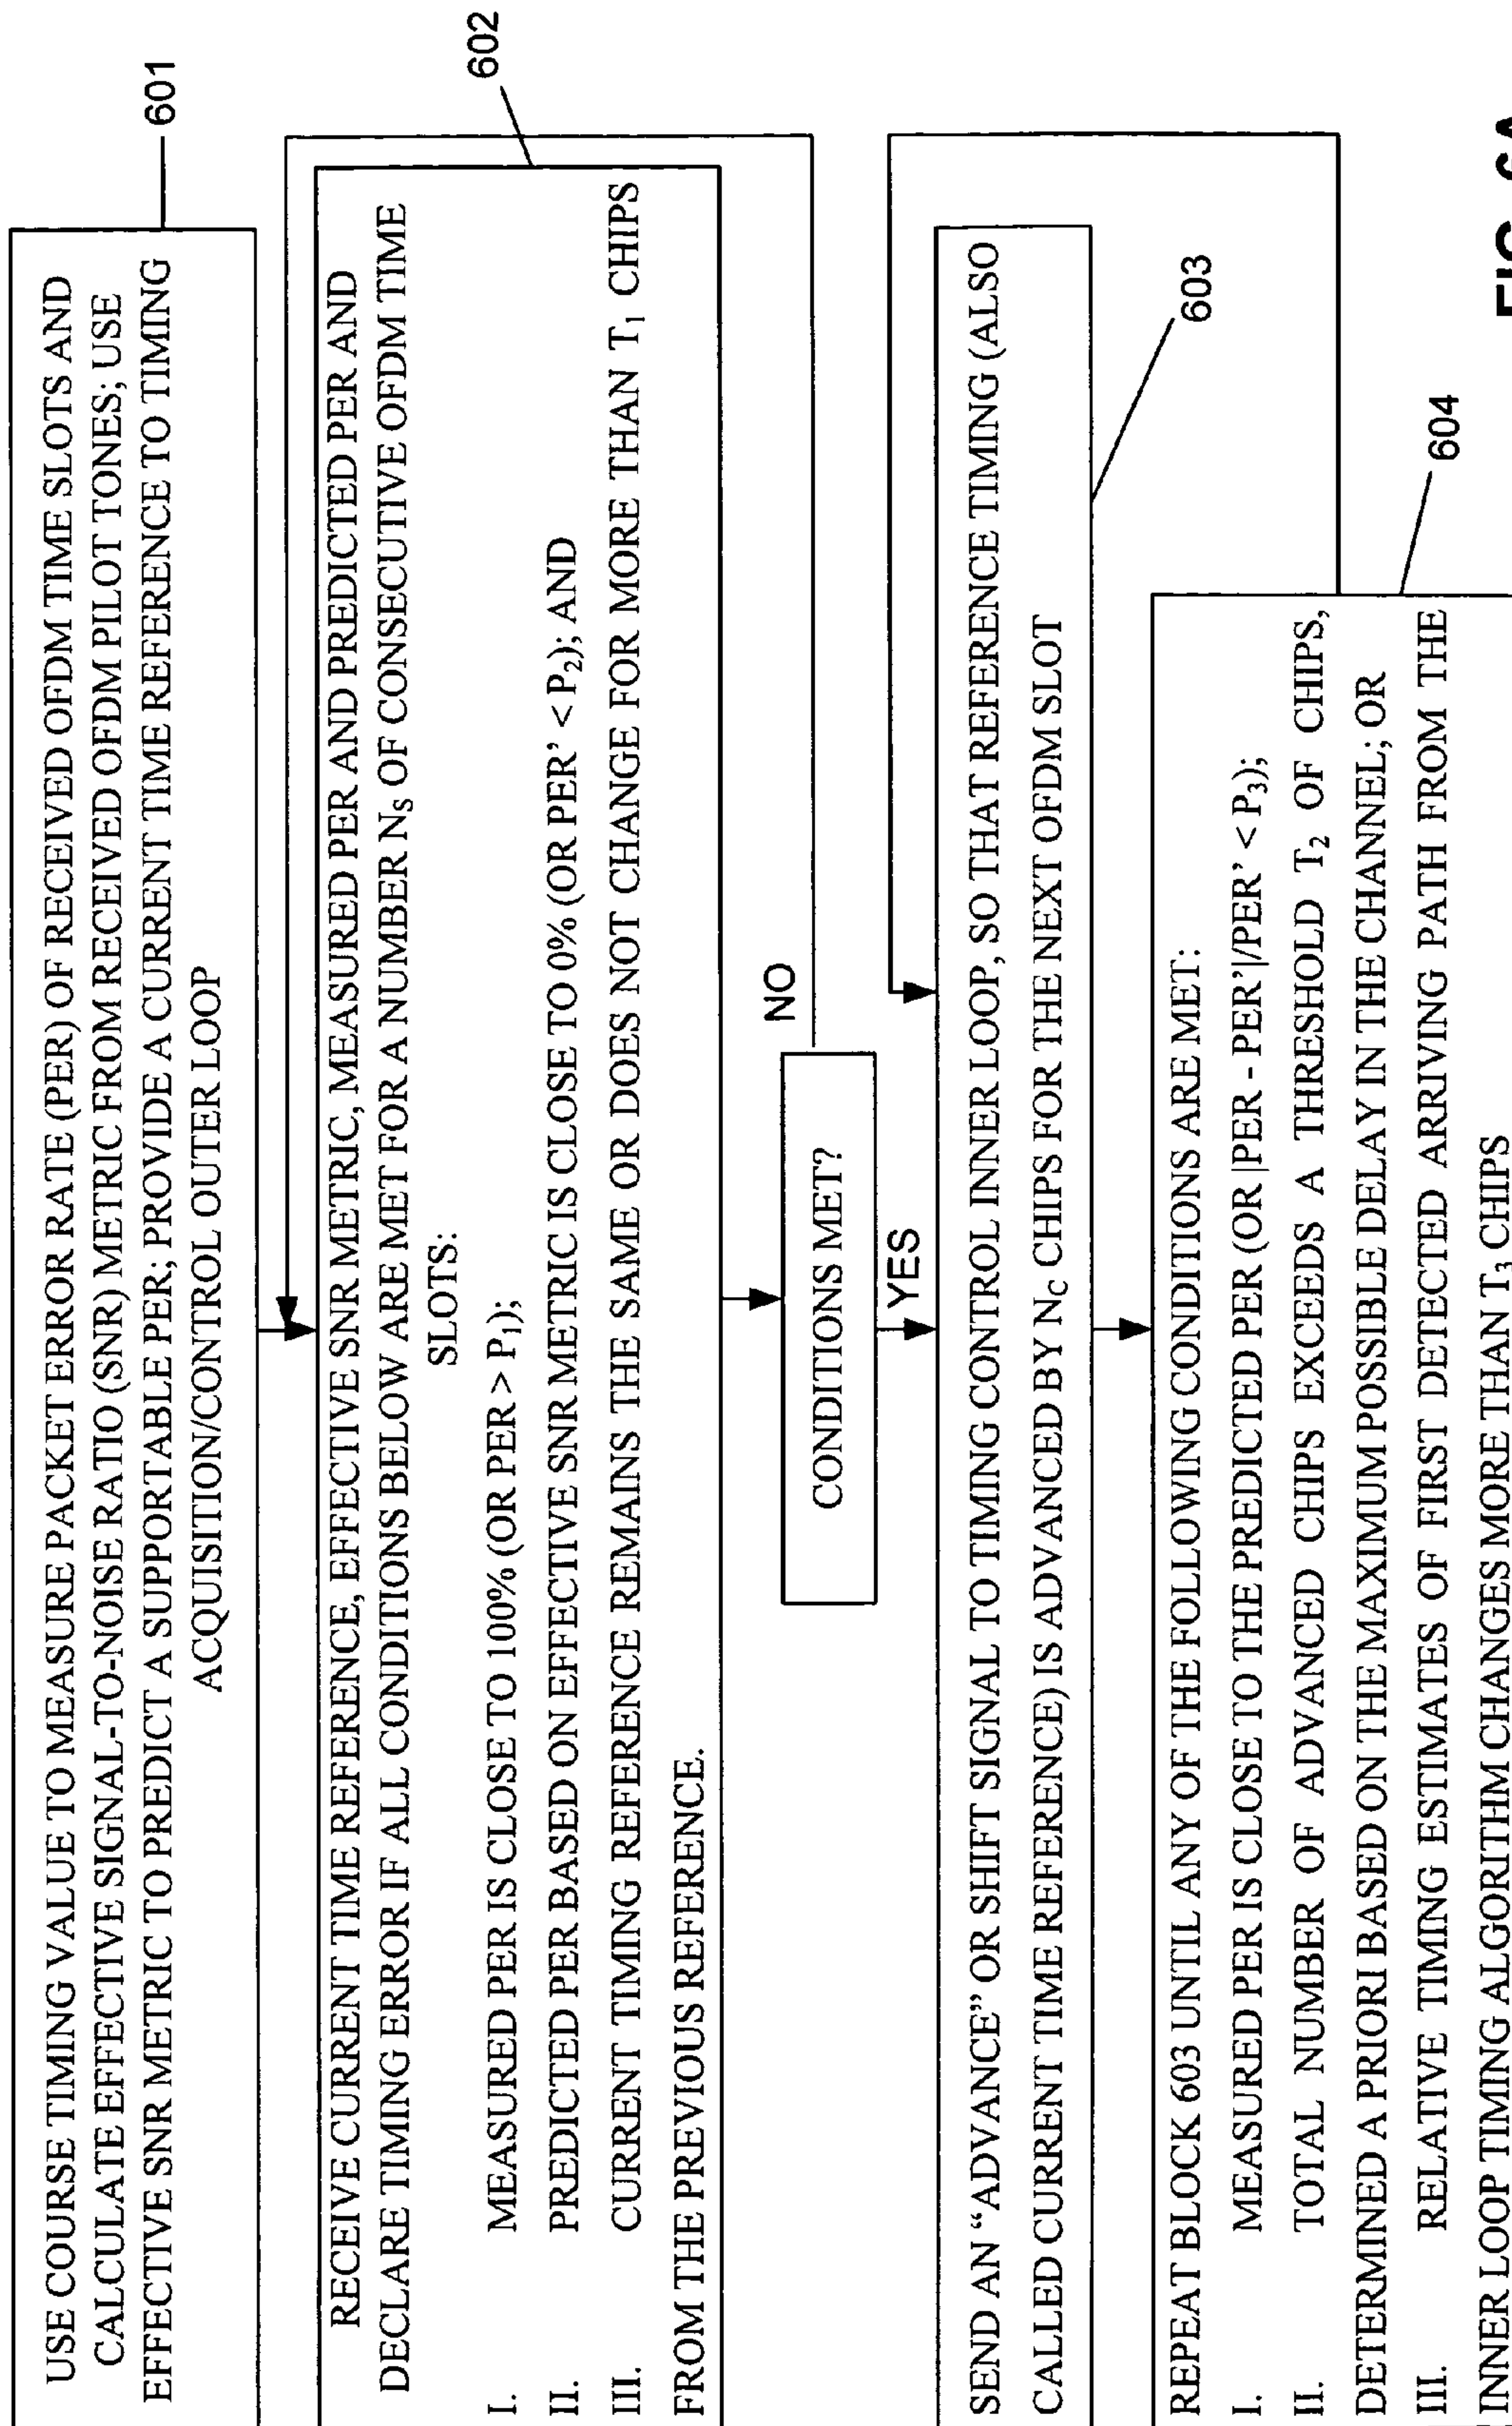 USE COURSE TIMING VALUE TO MEASURE PACKET ERROR RATE (PER) OF RECEIVED OFDM TIME SLOTS AND
CALCULATE EFFECTIVE SIGNAL-TO-NOISE RATIO (SNR) METRIC FROM RECEIVED OFDM PILOT TONES; USE
EFFECTIVE SNR METRIC TO PREDICT A SUPPORTABLE PER; PROVIDE A CURRENT TIME REFERENCE TO TIMING
ACQUISITION/CONTROL OUTER LOOP
601
RECEIVE CURRENT TIME REFERENCE, EFFECTIVE SNR METRIC, MEASURED PER AND PREDICTED PER AND
DECLARE TIMING ERROR IF ALL CONDITIONS BELOW ARE MET FOR A NUMBER NS OF CONSECUTIVE OFDM TIME
SLOTS:
I. MEASURED PER IS CLOSE TO 100% (OR PER > P1);
II. PREDICTED PER BASED ON EFFECTIVE SNR METRIC IS CLOSE TO 0% (OR PER' < P2); AND
III. CURRENT TIMING REFERENCE REMAINS THE SAME OR DOES NOT CHANGE FOR MORE THAN T1 CHIPS
FROM THE PREVIOUS REFERENCE.
602
CONDITIONS MET?
NO
YES
SEND AN “ADVANCE” OR SHIFT SIGNAL TO TIMING CONTROL INNER LOOP, SO THAT REFERENCE TIMING (ALSO
CALLED CURRENT TIME REFERENCE) IS ADVANCED BY NC CHIPS FOR THE NEXT OFDM SLOT
603
REPEAT BLOCK 603 UNTIL ANY OF THE FOLLOWING CONDITIONS ARE MET:
I. MEASURED PER IS CLOSE TO THE PREDICTED PER (OR |PER - PER'|/PER' < P3);
II. TOTAL NUMBER OF ADVANCED CHIPS EXCEEDS A THRESHOLD T2 OF CHIPS,
DETERMINED A PRIORI BASED ON THE MAXIMUM POSSIBLE DELAY IN THE CHANNEL; OR
III. RELATIVE TIMING ESTIMATES OF FIRST DETECTED ARRIVING PATH FROM THE
INNER LOOP TIMING ALGORITHM CHANGES MORE THAN T3 CHIPS
604